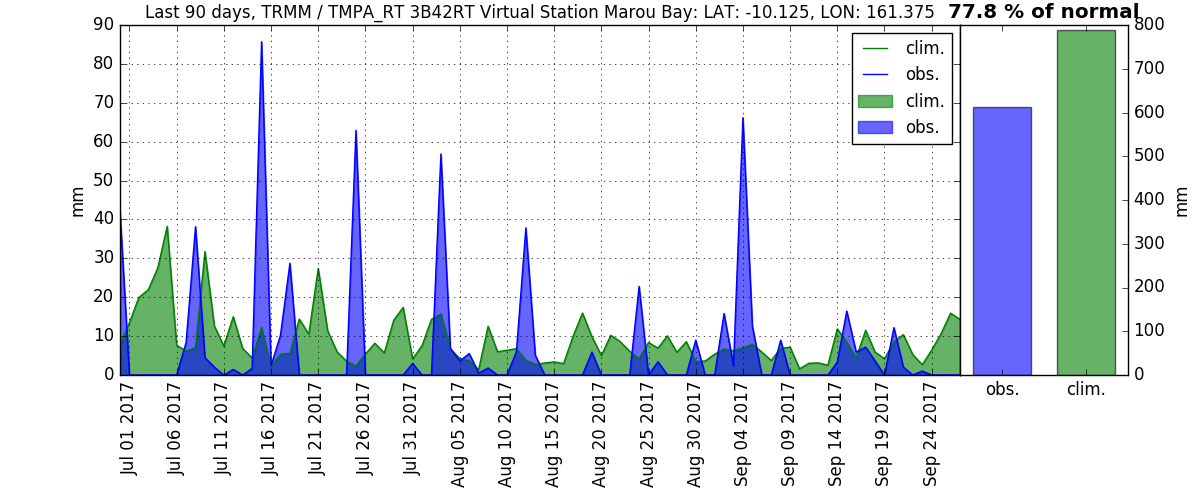 Last 90 days, TRMM / TMPA_RT 3B42RT Virtual Station Marou Bay: LAT: -10.125, LON: 161.375 77.8 % of normal
90
80
70
60
50
40
30
20
10
0
mm
clim.
obs.
clim.
obs.
Jul 01 2017
Jul 06 2017
Jul 11 2017
Jul 16 2017
Jul 21 2017
Jul 26 2017
Jul 31 2017
Aug 05 2017
Aug 10 2017
Aug 15 2017
Aug 20 2017
Aug 25 2017
Aug 30 2017
Sep 04 2017
Sep 09 2017
Sep 14 2017
Sep 19 2017
Sep 24 2017
800
700
600
500
400
300
200
100
0
mm
obs.
clim.